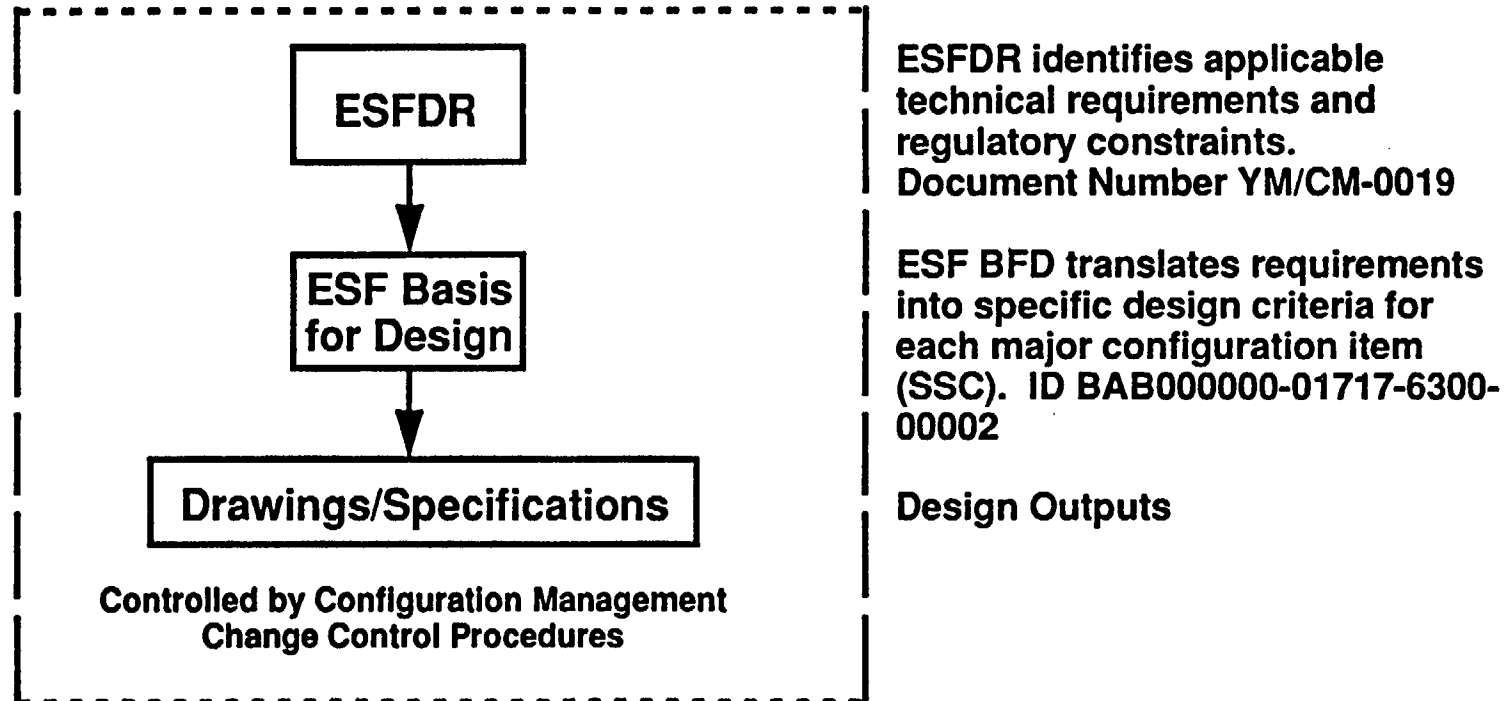 ESFDR
ESF Basis
for Design
Drawings/Specifications
Controlled by Configuration Management
Change Control Procedures
ESFDR identifies applicable
technical requirements and
regulatory constraints.
Document Number YM/CM-0019
ESF BFD translates requirements
into specific design criteria for
each major configuration item
(SSC). ID BAB000000-01717-6300-
00002
Design Outputs